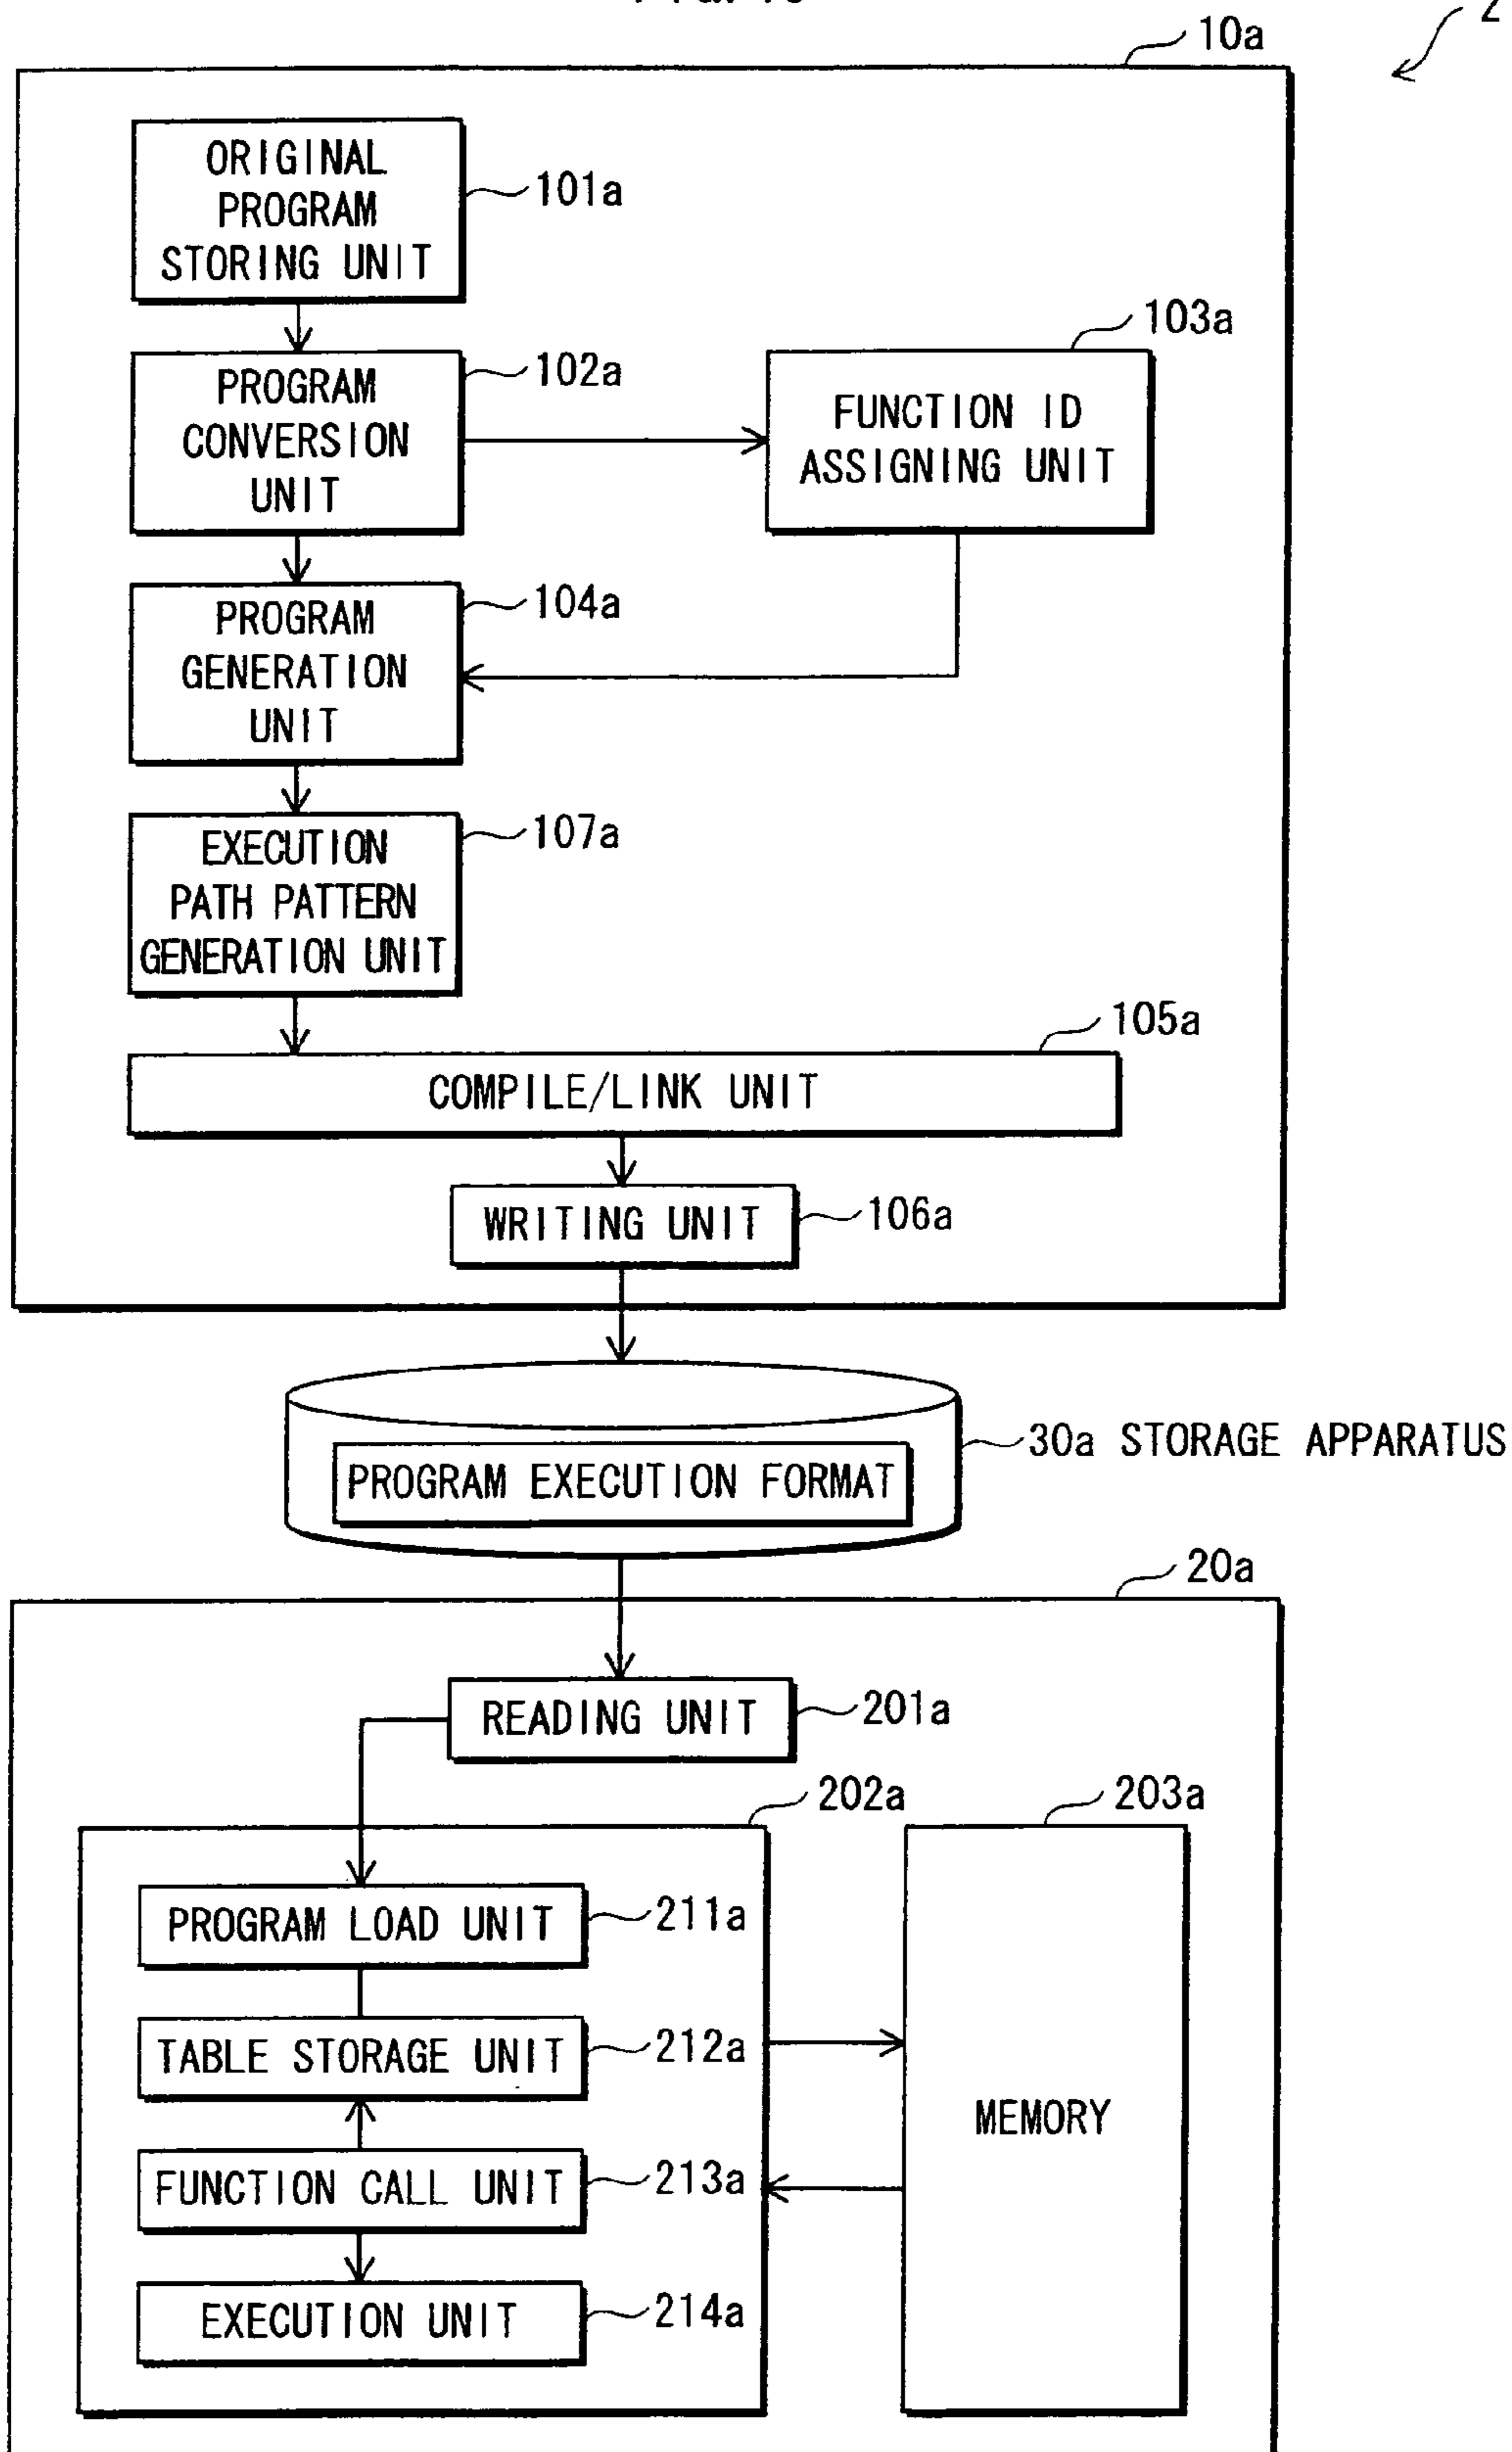 2
10a
ORIGINAL
PROGRAM
STORING UNIT
101a
PROGRAM
CONVERSION
UNIT
102a
FUNCTION ID
ASSIGNING UNIT
103a
PROGRAM
GENERATION
UNIT
104a
EXECUTION
PATH PATTERN
GENERATION UNIT
107a
COMPILE/LINK UNIT
105a
WRITING UNIT
106a
PROGRAM EXECUTION FORMAT
30a STORAGE APPARATUS
20a
READING UNIT
201a
202a
203a
PROGRAM LOAD UNIT
211a
TABLE STORAGE UNIT
212a
FUNCTION CALL UNIT
213a
EXECUTION UNIT
214a
MEMORY